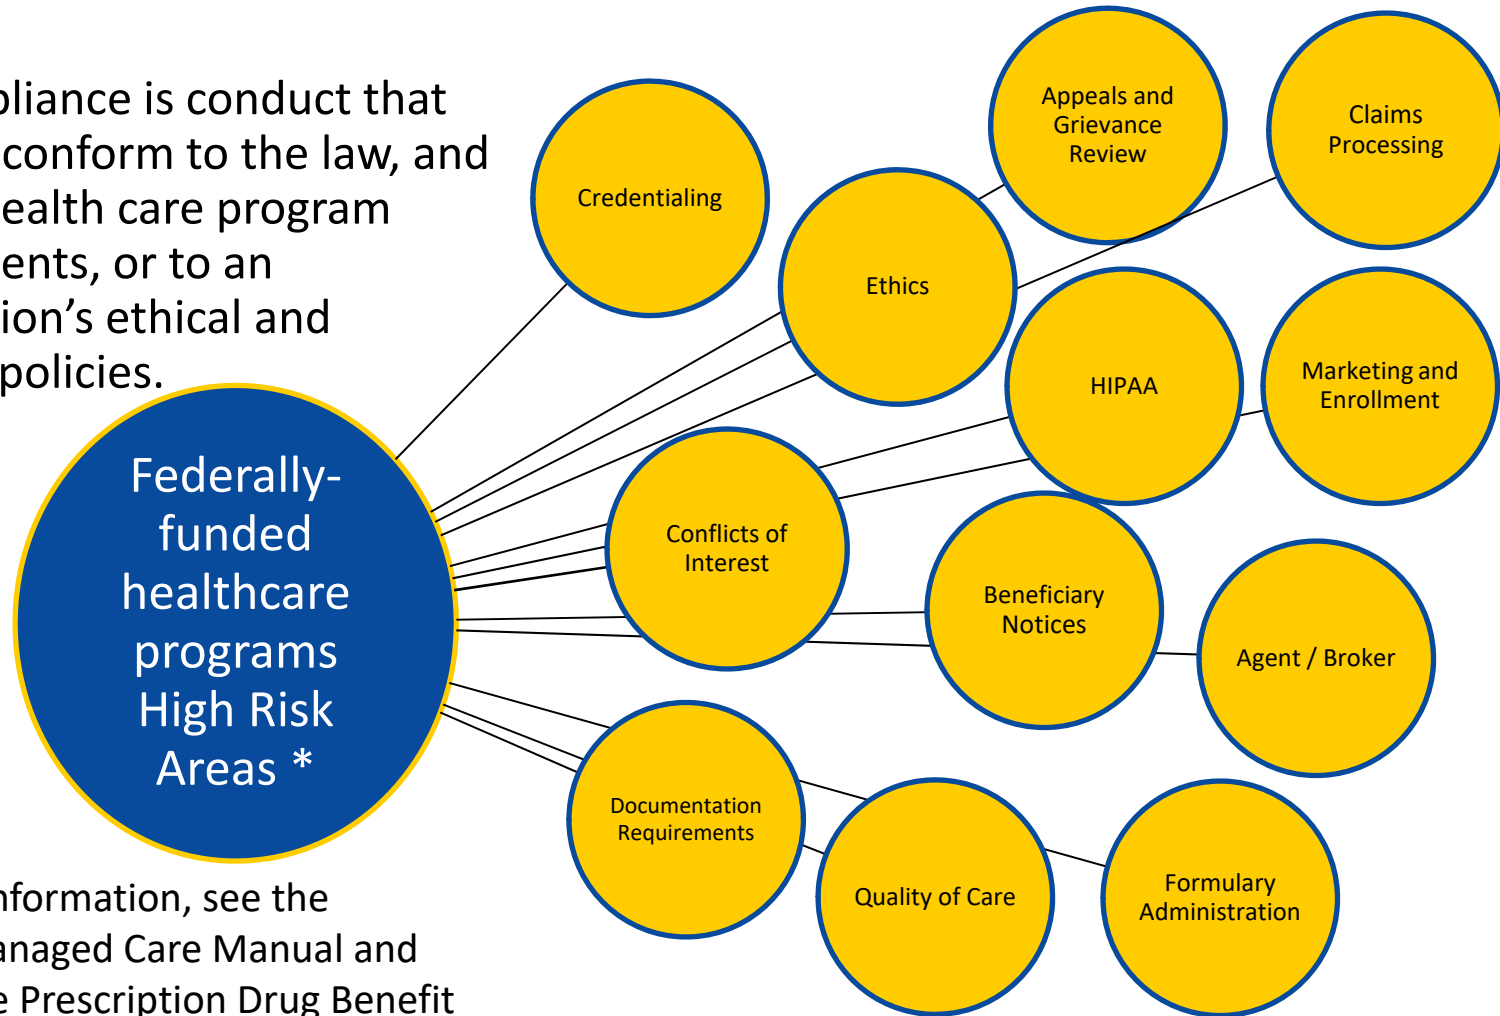 pliance is conduct that
conform to the law, and
ealth care program
ents, or to an
ion’s ethical and
policies.
Federally-
funded
healthcare
programs
High Risk
Areas *
nformation, see the
anaged Care Manual and
e Prescription Drug Benefit
Credentialing
Ethics
Appeals and
Grievance
Review
Claims
Processing
HIPAA
Marketing and
Enrollment
Conflicts of
Interest
Beneficiary
Notices
Agent / Broker
Documentation
Requirements
Quality of Care
Formulary
Administration